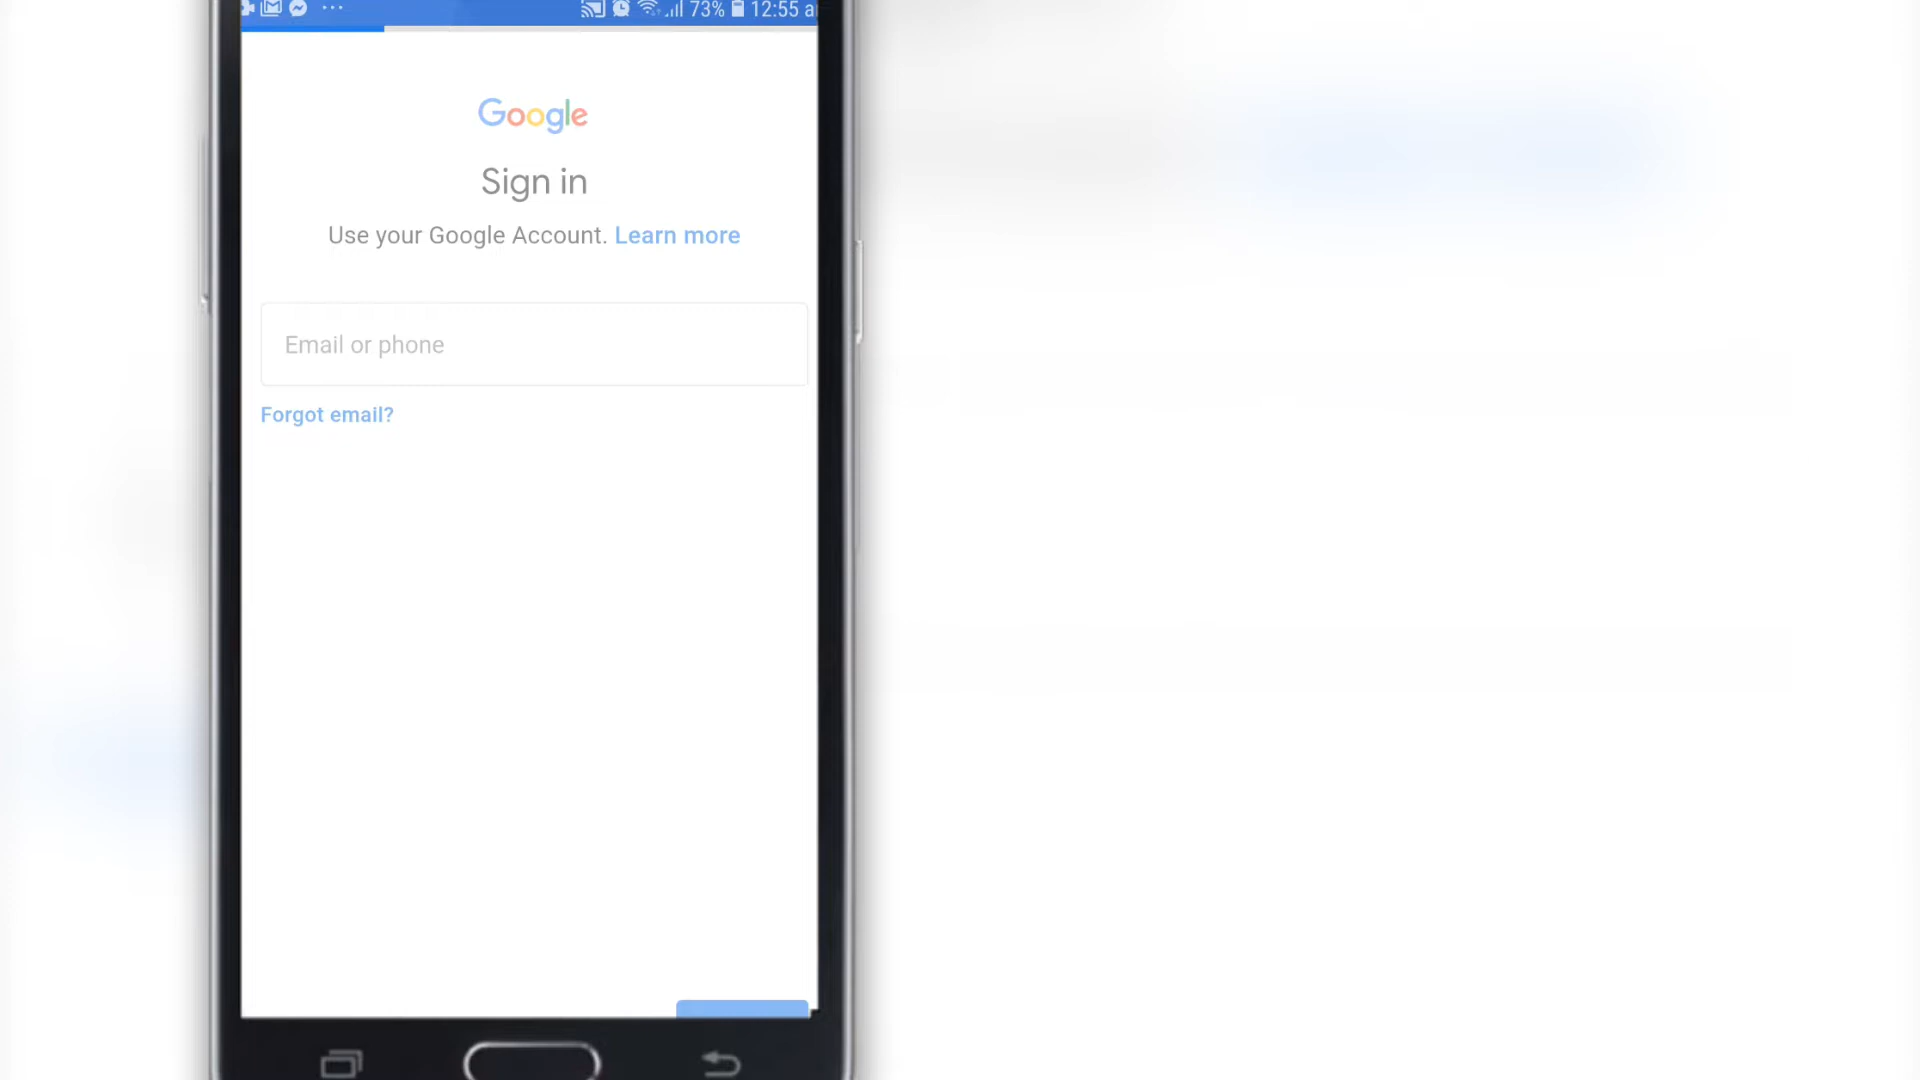 73% 12:55
Google
Sign in
Use your Google Account. Learn more
Email or phone
Forgot email?